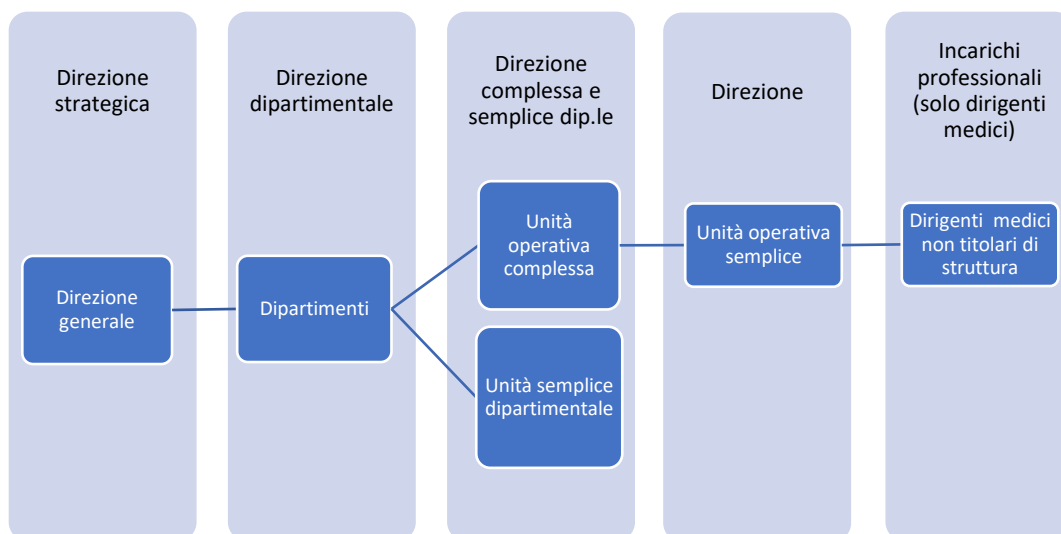 Direzione
strategica
Direzione
dipartimentale
Direzione
complessa e
semplice dip.le
Direzione
Incarichi
professionali
(solo dirigenti
medici)
Direzione
generale
Dipartimenti
Unità
operativa
complessa
Unità semplice
dipartimentale
Unità operativa
semplice
Dirigenti medici
non titolari di
struttura